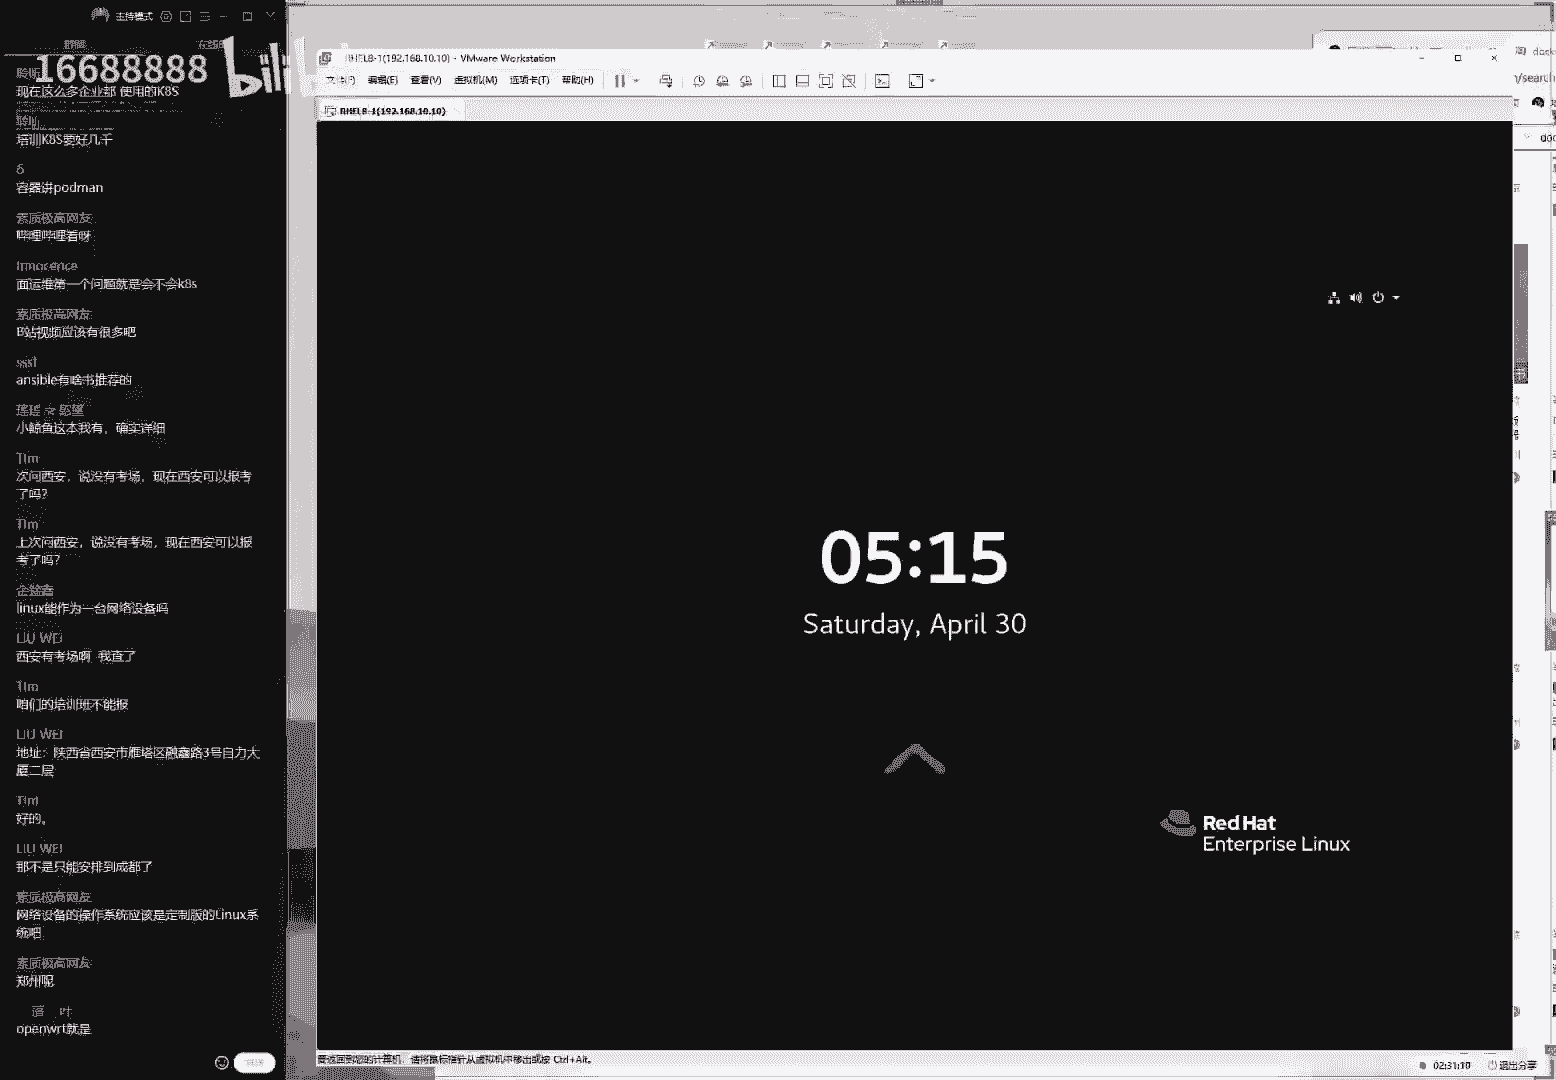 主持模式
16688888
bilibili
现在这么多企业都 使用的K8S
培训K8S要好几千
δ
容器讲podman
素质极高网友
哔哩哔哩看呀
Innocence
面运维第一个问题就是会不会k8s
素质极高网友
B站视频应该有很多吧
ssst
ansible有啥书推荐的
小鲸鱼这本我有，确实详细
Tim
次问西安，说没有考场，现在西安可以报考
了吗？
Tim
上次问西安，说没有考场，现在西安可以报
考了吗？
linux能作为一台网络设备吗
LIU WEI
西安有考场啊 我查了
Tim
咱们的培训班不能报
LIU WEI
地址：陕西省西安市雁塔区融鑫路3号自力大
厦二层
Tim
好的。
LIU WEI
那不是只能安排到成都了
素质极高网友
网络设备的操作系统应该是定制版的Linux系
统吧
素质极高网友
郑州呢
落 叶
openwrt就是
RHEL8-1(192.168.10.10) - VMware Workstation
文件(F) 编辑(E) 查看(V) 虚拟机(M) 选项卡(T) 帮助(H)
RHEL8-1(192.168.10.10)
05:15
Saturday, April 30
Red Hat
Enterprise Linux
要返回到您的计算机，请将鼠标指针从虚拟机中移出或按 Ctrl+Alt。
02:31:10 退出分享